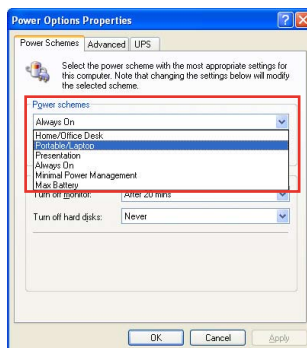 Power Options Properties
Power Schemes Advanced UPS
Select the power scheme with the most appropriate settings for
this computer. Note that changing the settings below will modify
the selected scheme.
Power schemes
Always On
Home/Office Desk
Portable/Laptop
Presentation
Always On
Minimal Power Management
Max Battery
Turn off monitor: After 20 mins
Turn off hard disks: Never
OK Cancel Apply